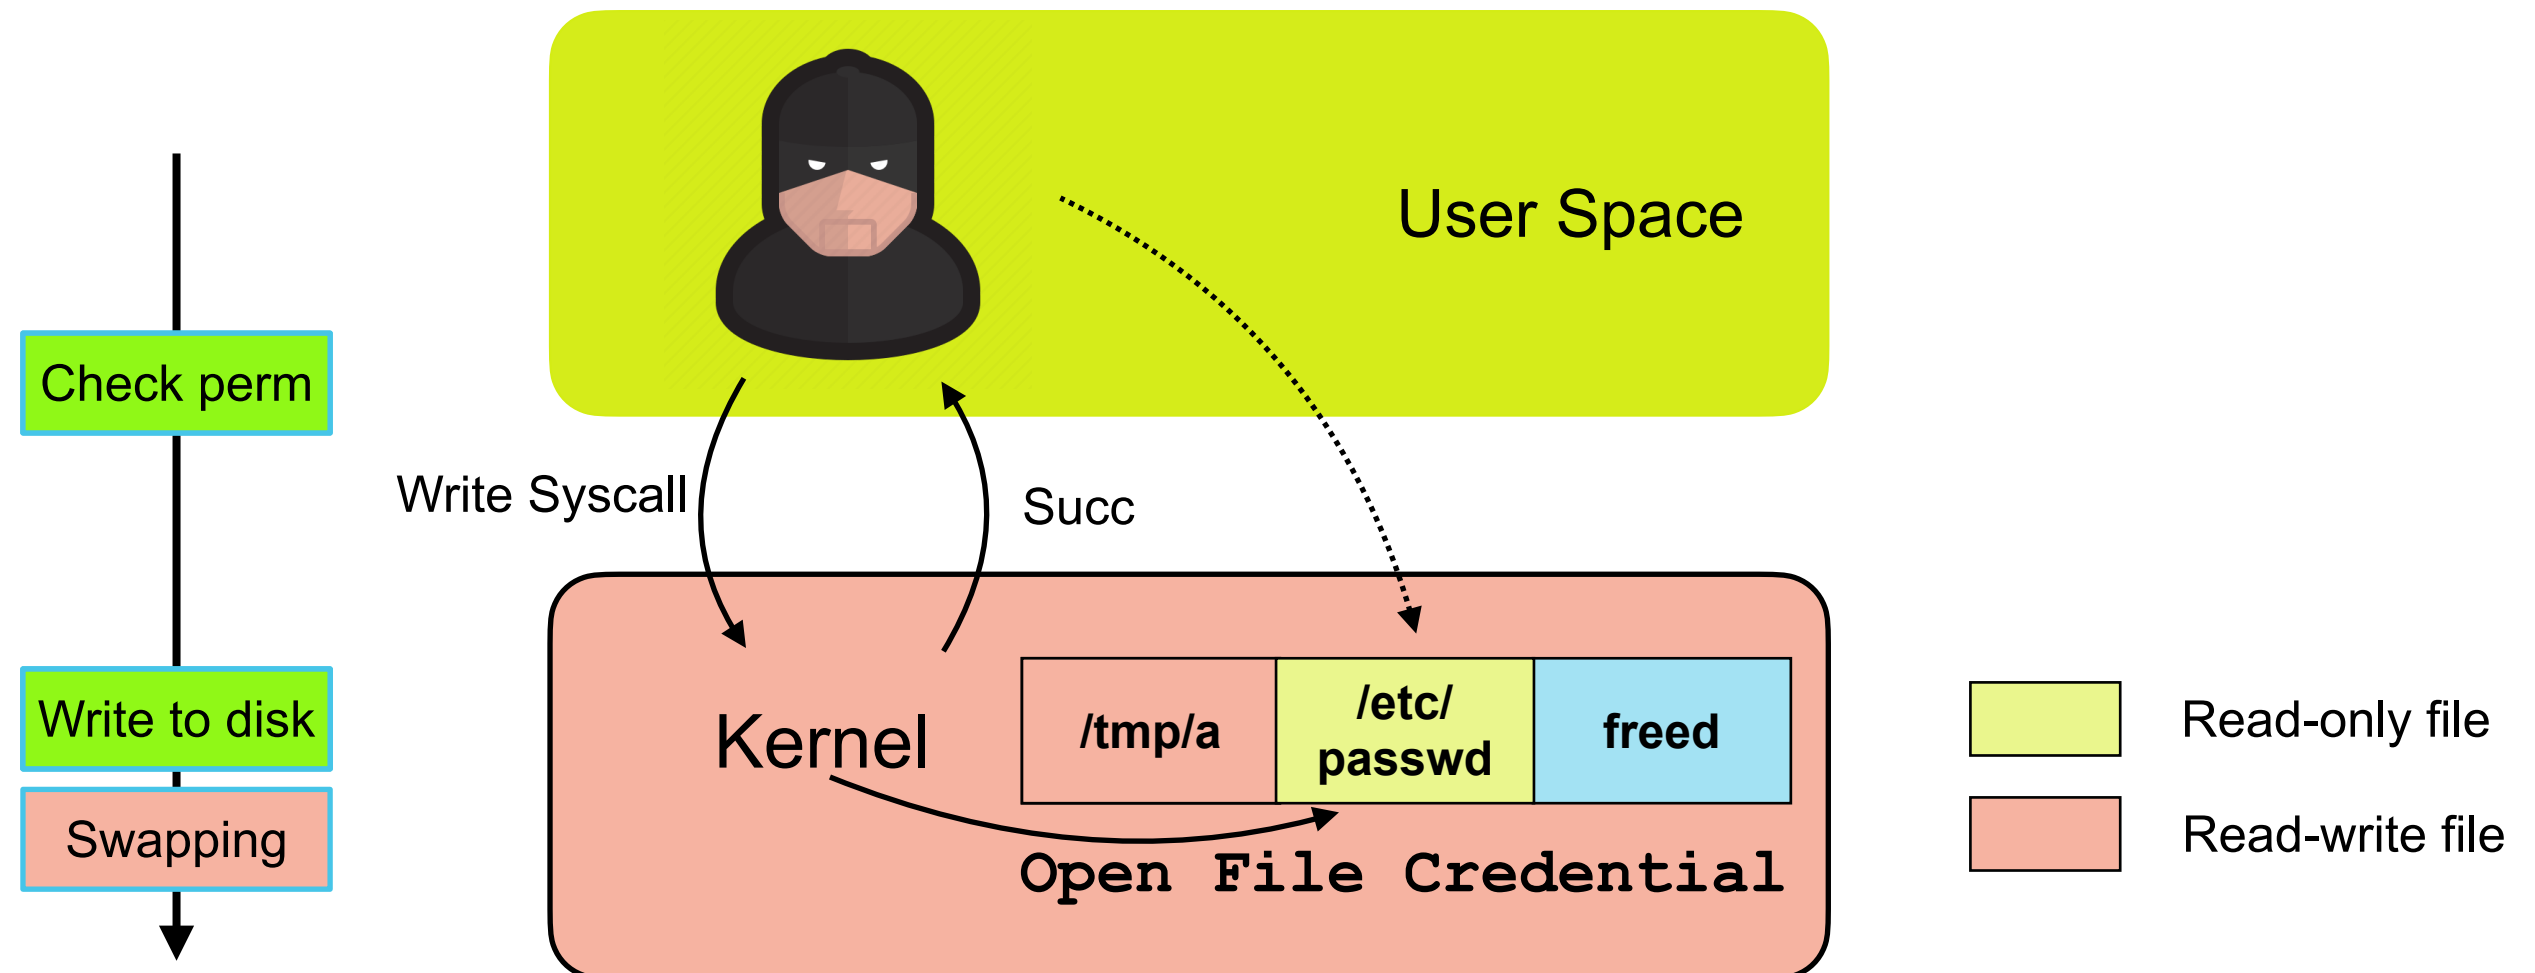 User Space
Check perm
Write Syscall
Succ
Write to disk
Swapping
Kernel
/tmp/a
/etc/
passwd
freed
Open File Credential
Read-only file
Read-write file